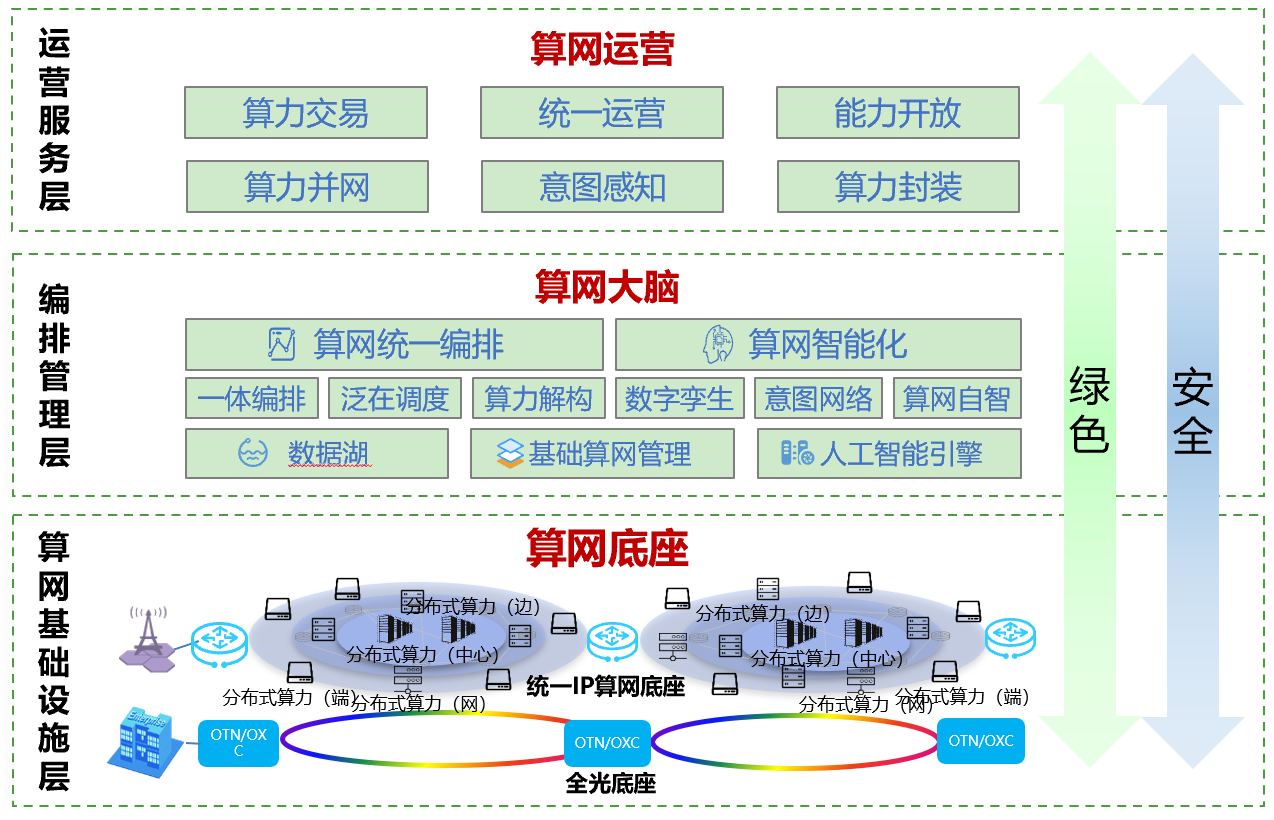 运营服务层
算网运营
算力交易
统一运营
能力开放
算力并网
意图感知
算力封装
编排管理层
算网大脑
算网统一编排
算网智能化
一体编排
泛在调度
算力解构
数字孪生
意图网络
算网自智
数据湖
基础算网管理
人工智能引擎
绿色
安全
算网基础设施层
算网底座
分布式算力（边）
分布式算力（边）
分布式算力（中心）
分布式算力（中心）
统一IP算网底座
分布式算力（端）
分布式算力（网）
分布式算力（网）
分布式算力（端）
Enterprise
OTN/OX
C
OTN/OXC
OTN/OXC
全光底座